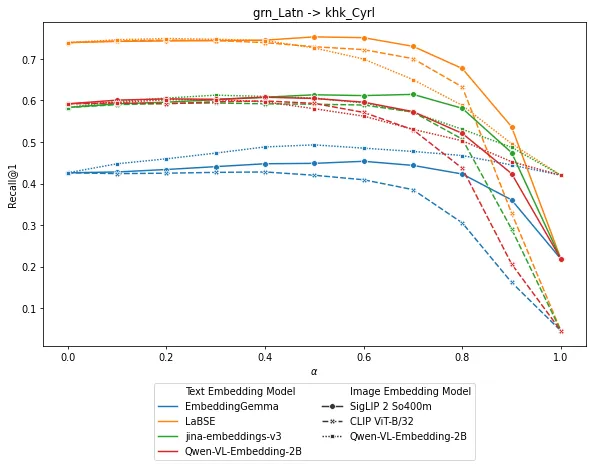 grn_Latn -> khk_Cyrl
Recall@1
0.7
0.6
0.5
0.4
0.3
0.2
0.1
0.0 0.2 0.4 0.6 0.8 1.0
α
Text Embedding Model
EmbeddingGemma
LaBSE
jina-embeddings-v3
Qwen-VL-Embedding-2B
Image Embedding Model
SigLIP 2 So400m
CLIP ViT-B/32
Qwen-VL-Embedding-2B